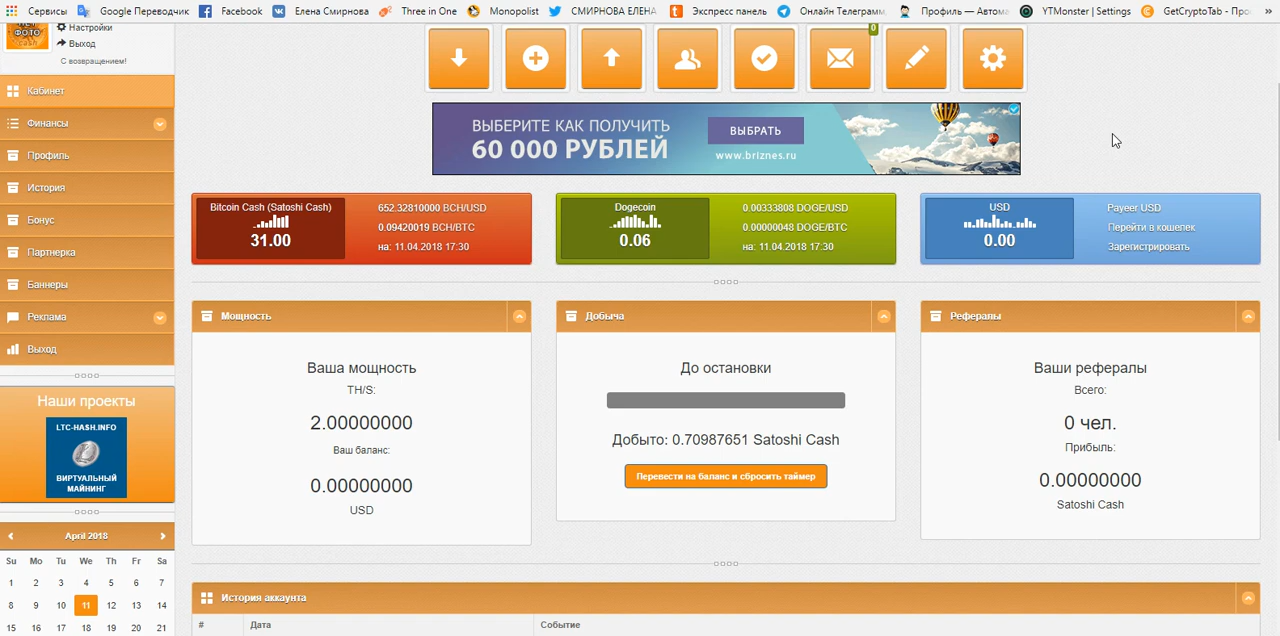 Сервисы
Google Переводчик
Facebook
Елена Смирнова
Three in One
Monopolist
СМИРНОВА ЕЛЕНА
Экспресс панель
Онлайн Телеграмм
Профиль — Автома
YTMonster | Settings
GetCryptoTab - Про
»
ФОТО
cash
Настройки
Выход
С возвращением!
0
ВЫБЕРИТЕ КАК ПОЛУЧИТЬ
60 000 РУБЛЕЙ
ВЫБРАТЬ
www.briznes.ru
Кабинет
Финансы
Профиль
История
Бонус
Партнерка
Баннеры
Реклама
Выход
Bitcoin Cash (Satoshi Cash)
31.00
652.32810000 BCH/USD
0.09420019 BCH/BTC
на: 11.04.2018 17:30
Dogecoin
0.06
0.00333808 DOGE/USD
0.00000048 DOGE/BTC
на: 11.04.2018 17:30
USD
0.00
Payeer USD
Перейти в кошелек
Зарегистрировать
Мощность
Ваша мощность
TH/S:
2.00000000
Ваш баланс:
0.00000000
USD
Добыча
До остановки
Добыто: 0.70987651 Satoshi Cash
Перевести на баланс и сбросить таймер
Рефералы
Ваши рефералы
Всего:
0 чел.
Прибыль:
0.00000000
Satoshi Cash
Наши проекты
LTC-HASH.INFO
ВИРТУАЛЬНЫЙ
МАЙНИНГ
April 2018
Su Mo Tu We Th Fr Sa
1 2 3 4 5 6 7
8 9 10 11 12 13 14
15 16 17 18 19 20 21
История аккаунта
# Дата Событие